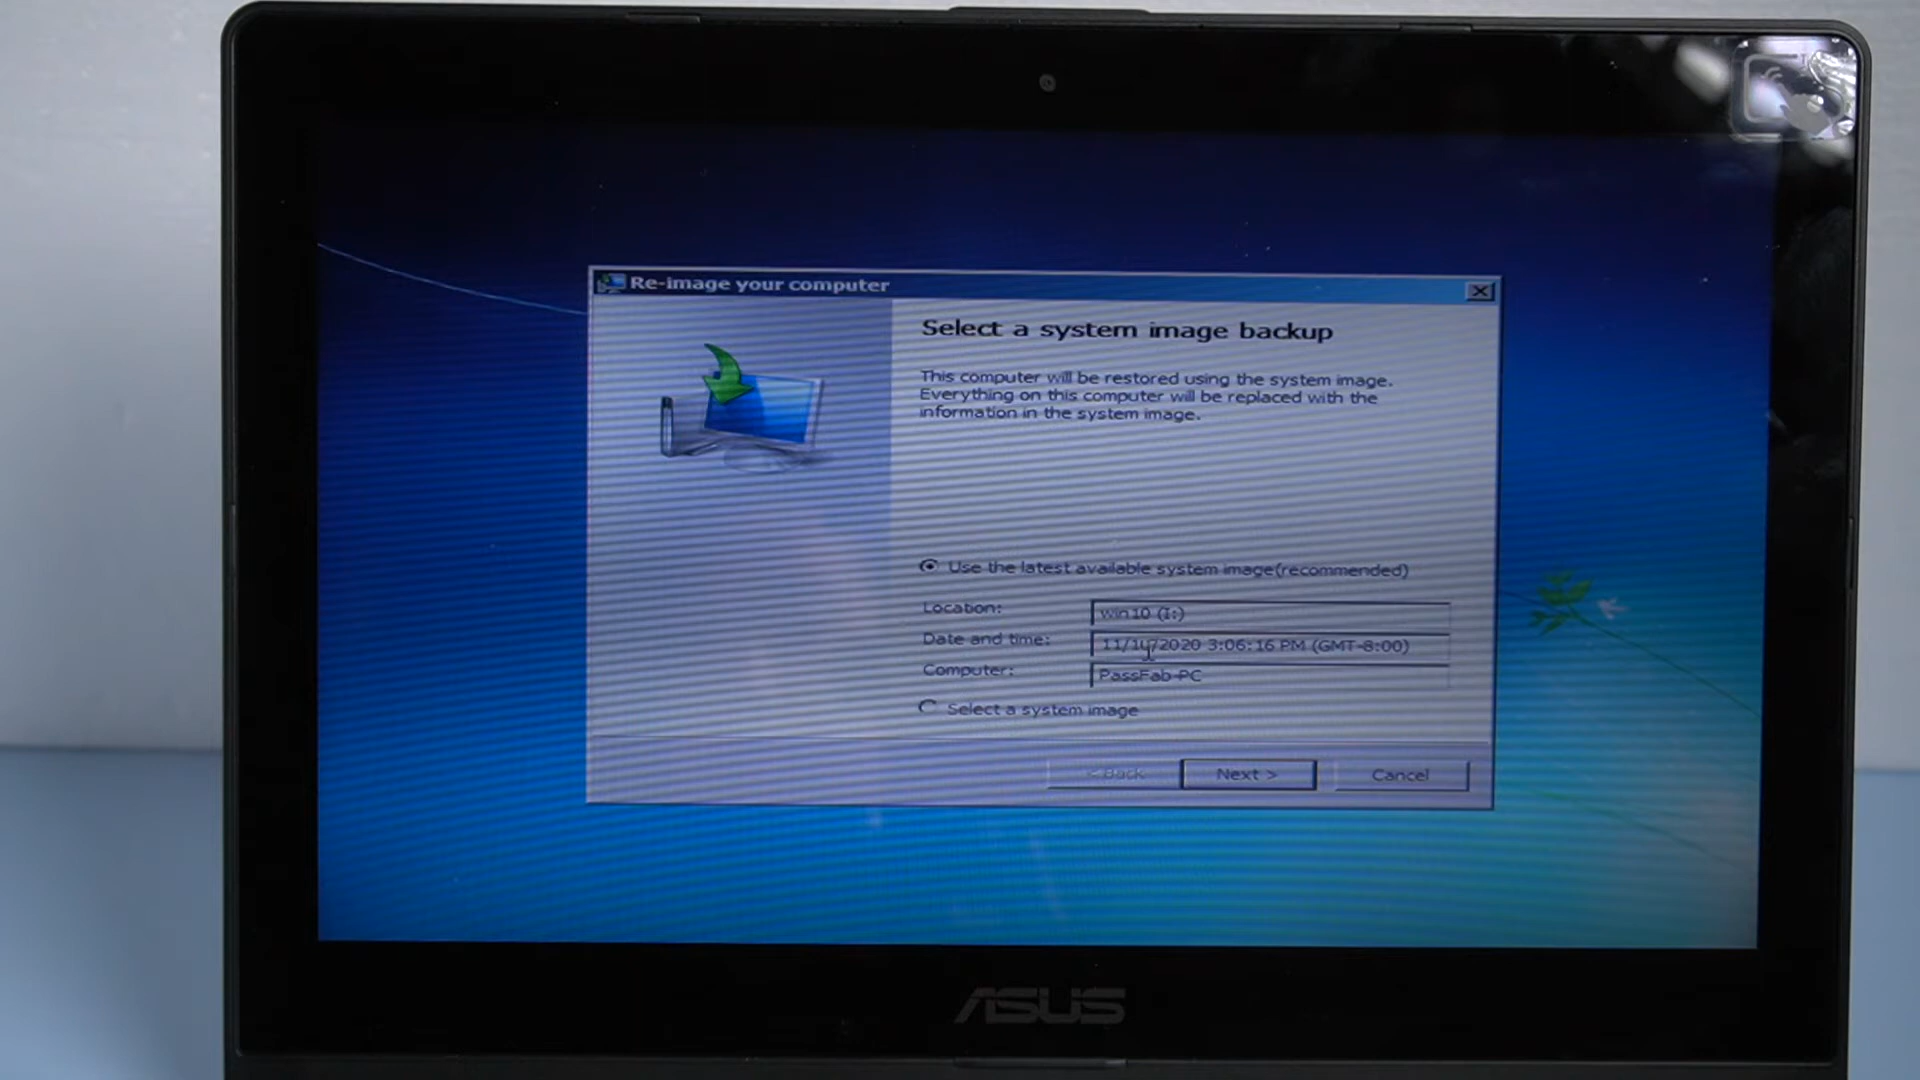 Re-image your computer
Select a system image backup
This computer will be restored using the system image.
Everything on this computer will be replaced with the
information in the system image.
Use the latest available system image(recommended)
Location:
win10 (I:)
Date and time:
3:06:16 PM (GMT-8:00)
Computer:
PassFab-PC
Select a system image
< Back
Next >
Cancel
ASUS